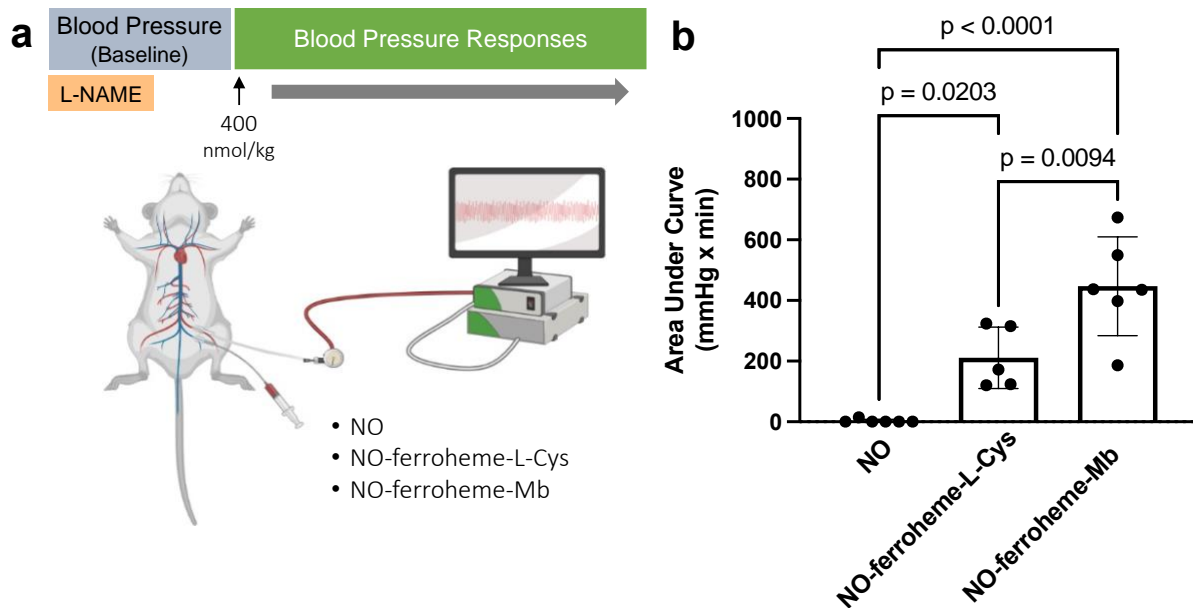 a
Blood Pressure
(Baseline)
Blood Pressure Responses
L-NAME
400
nmol/kg
• NO
• NO-ferroheme-L-Cys
• NO-ferroheme-Mb
b
p < 0.0001
p = 0.0203
p = 0.0094
Area Under Curve
(mmHg x min)
1000
800
600
400
200
0
NO
NO-ferroheme-L-Cys
NO-ferroheme-Mb